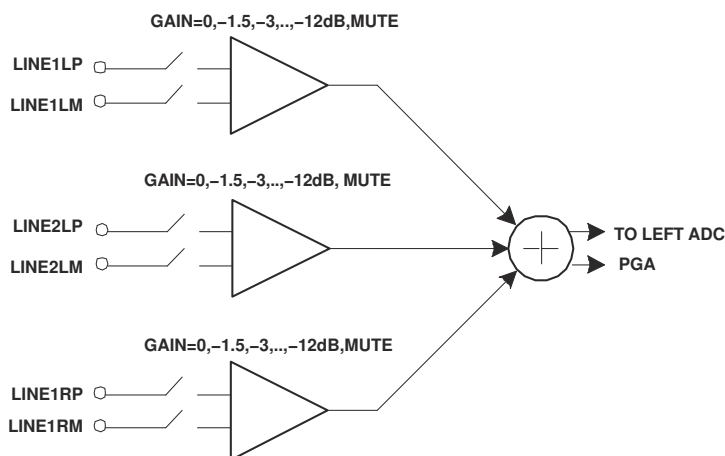 GAIN=0,−1.5,−3,..,−12dB,MUTE
LINE1LP
LINE1LM
GAIN=0,−1.5,−3,..,−12dB, MUTE
LINE2LP
LINE2LM
TO LEFT ADC
PGA
GAIN=0,−1.5,−3,..,−12dB,MUTE
LINE1RP
LINE1RM